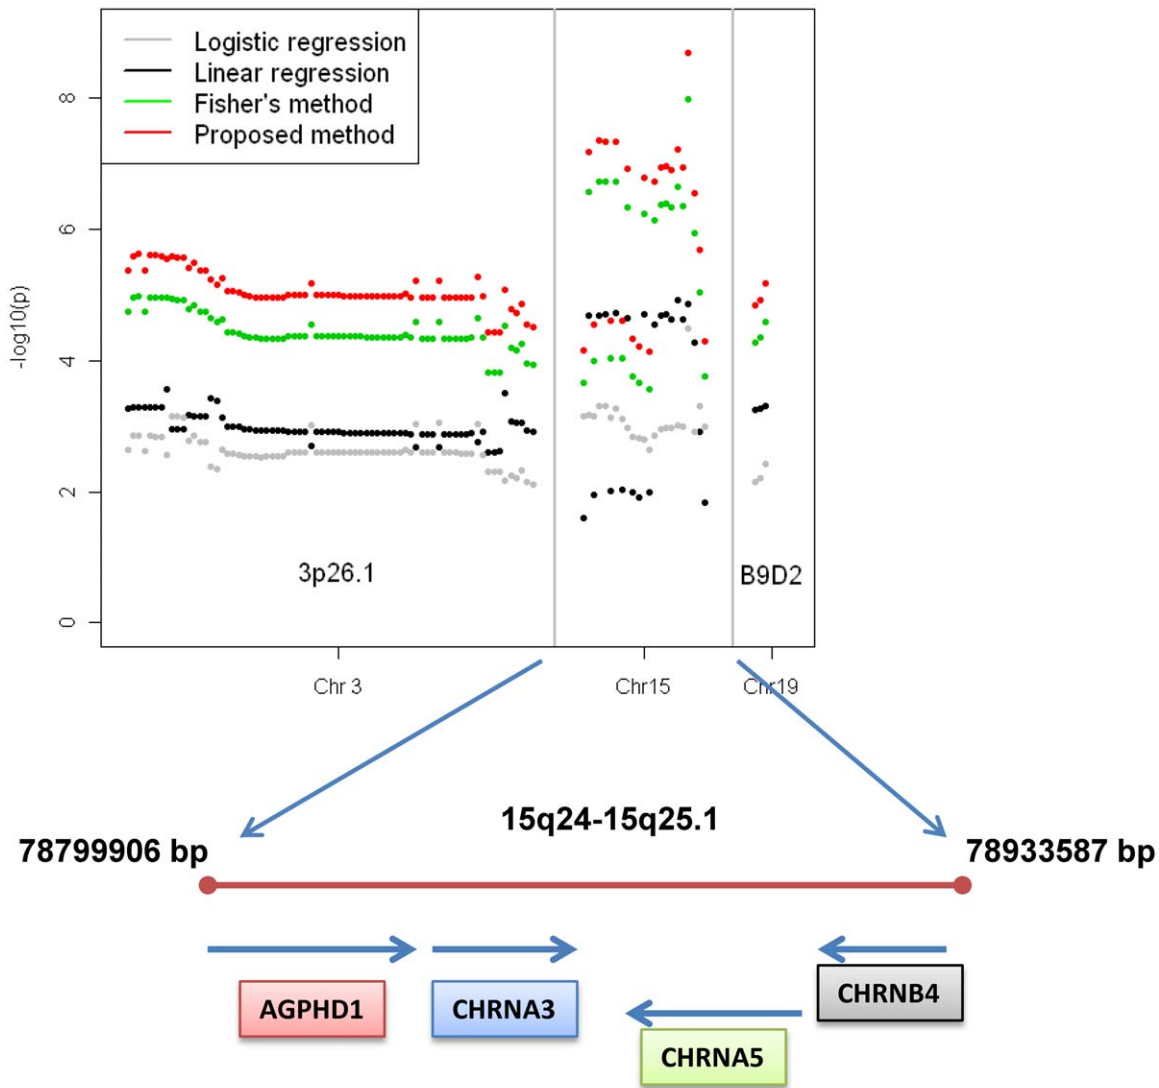 Logistic regression
Linear regression
Fisher's method
Proposed method
-log10(p)
8
6
4
2
0
3p26.1
B9D2
Chr 3
Chr15
Chr19
15q24-15q25.1
78799906 bp
78933587 bp
AGPHD1
CHRNA3
CHRNA5
CHRNB4